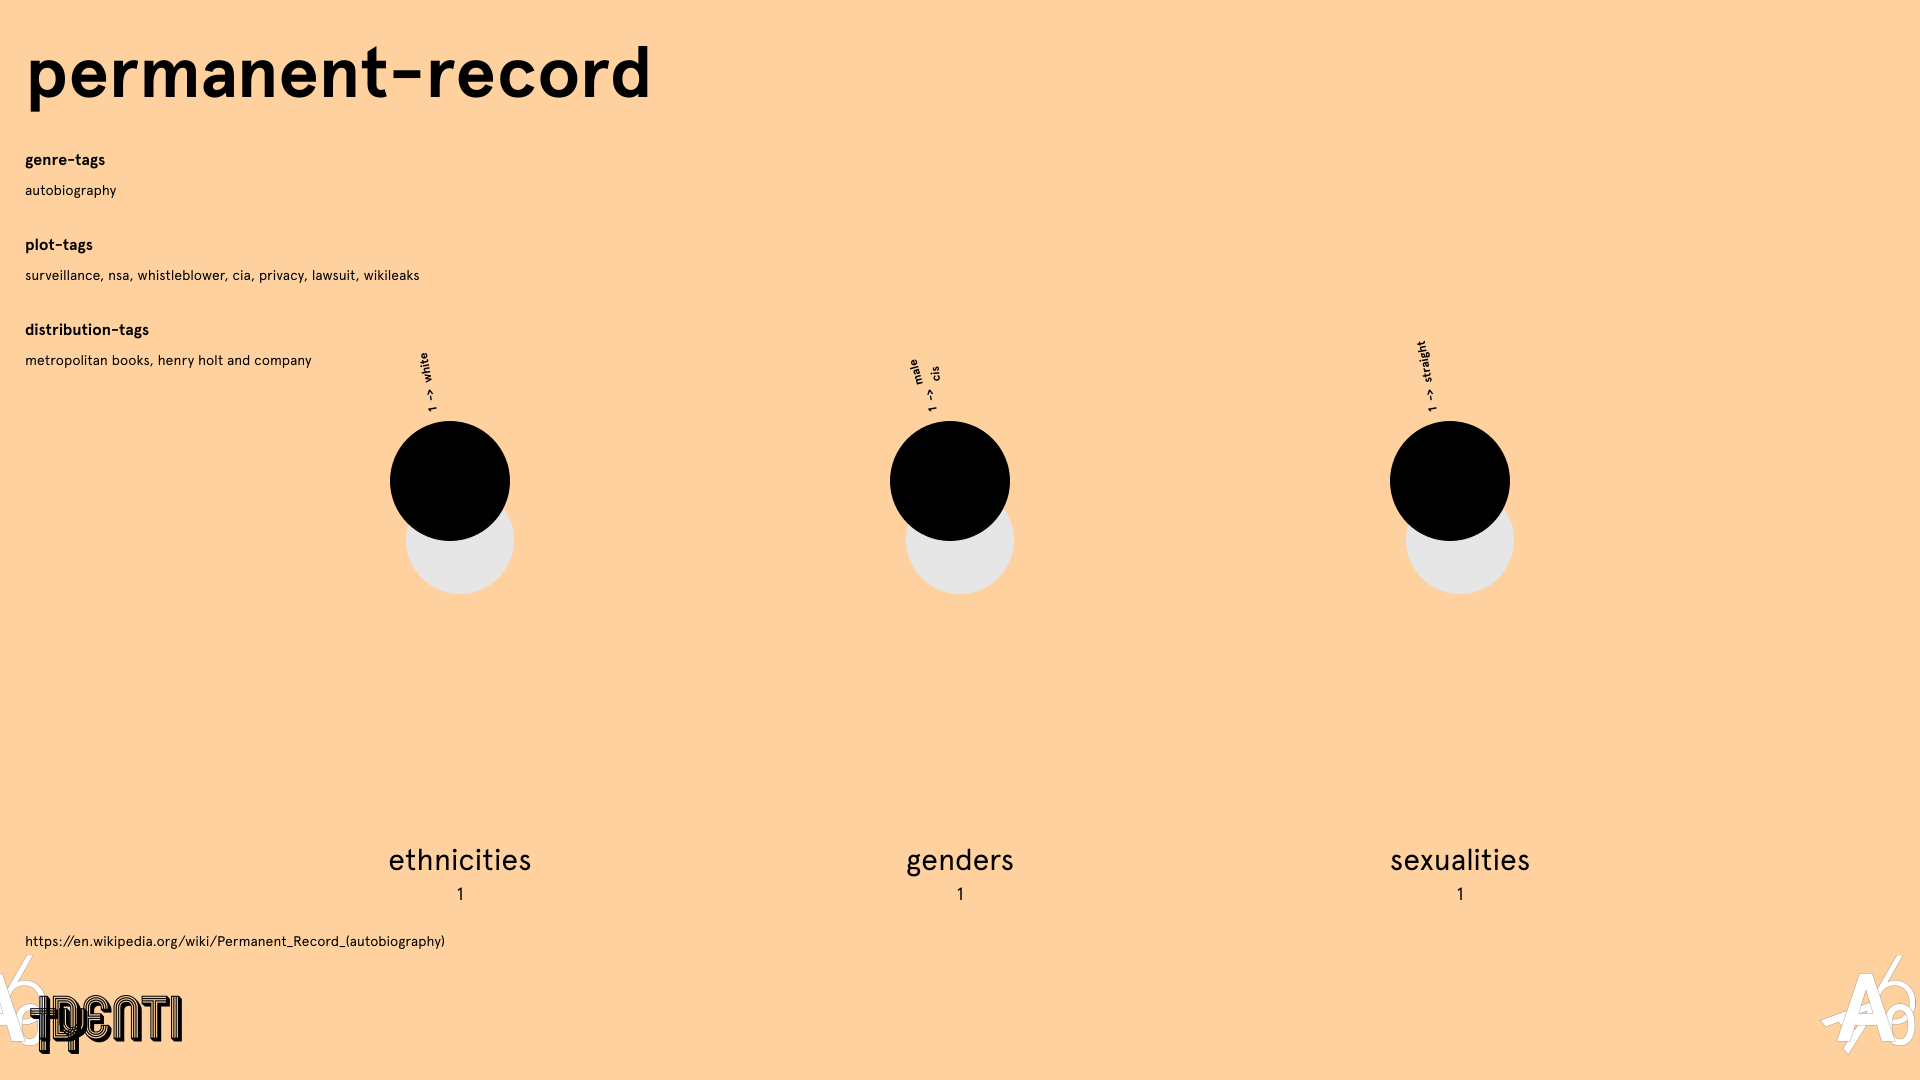 permanent-record
genre-tags
autobiography
plot-tags
surveillance, nsa, whistleblower, cia, privacy, lawsuit, wikileaks
distribution-tags
metropolitan books, henry holt and company
1 -> white
1 -> male
cis
1 -> straight
ethnicities
1
genders
1
sexualities
1
https://en.wikipedia.org/wiki/Permanent_Record_(autobiography)
IDENTI